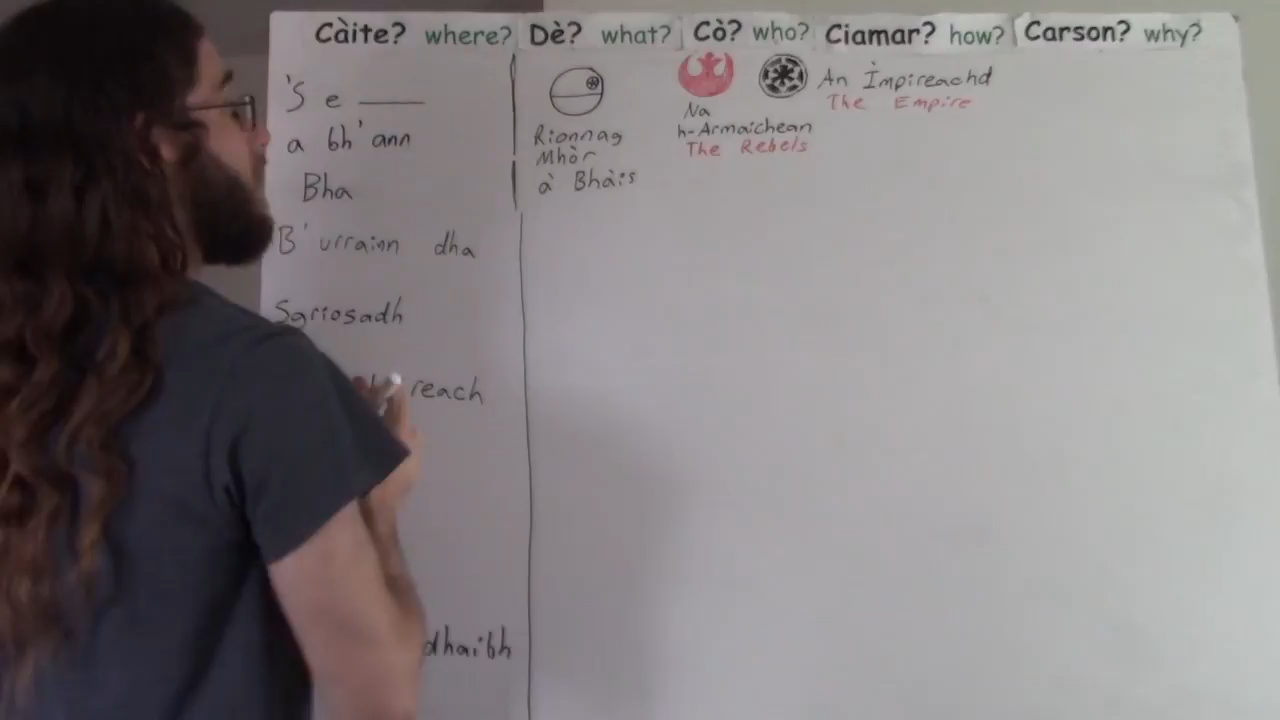 Càite? where? Dè? what? Cò? who? Ciamar? how? Carson? why?
'S e ____
a bh'ann
Bha
B'urrainn dha
Sgriosadh
reach
dhaibh
Rionnag
Mhòr
à Bhàis
Na
h-Armaichean
The Rebels
An Ìmpireachd
The Empire